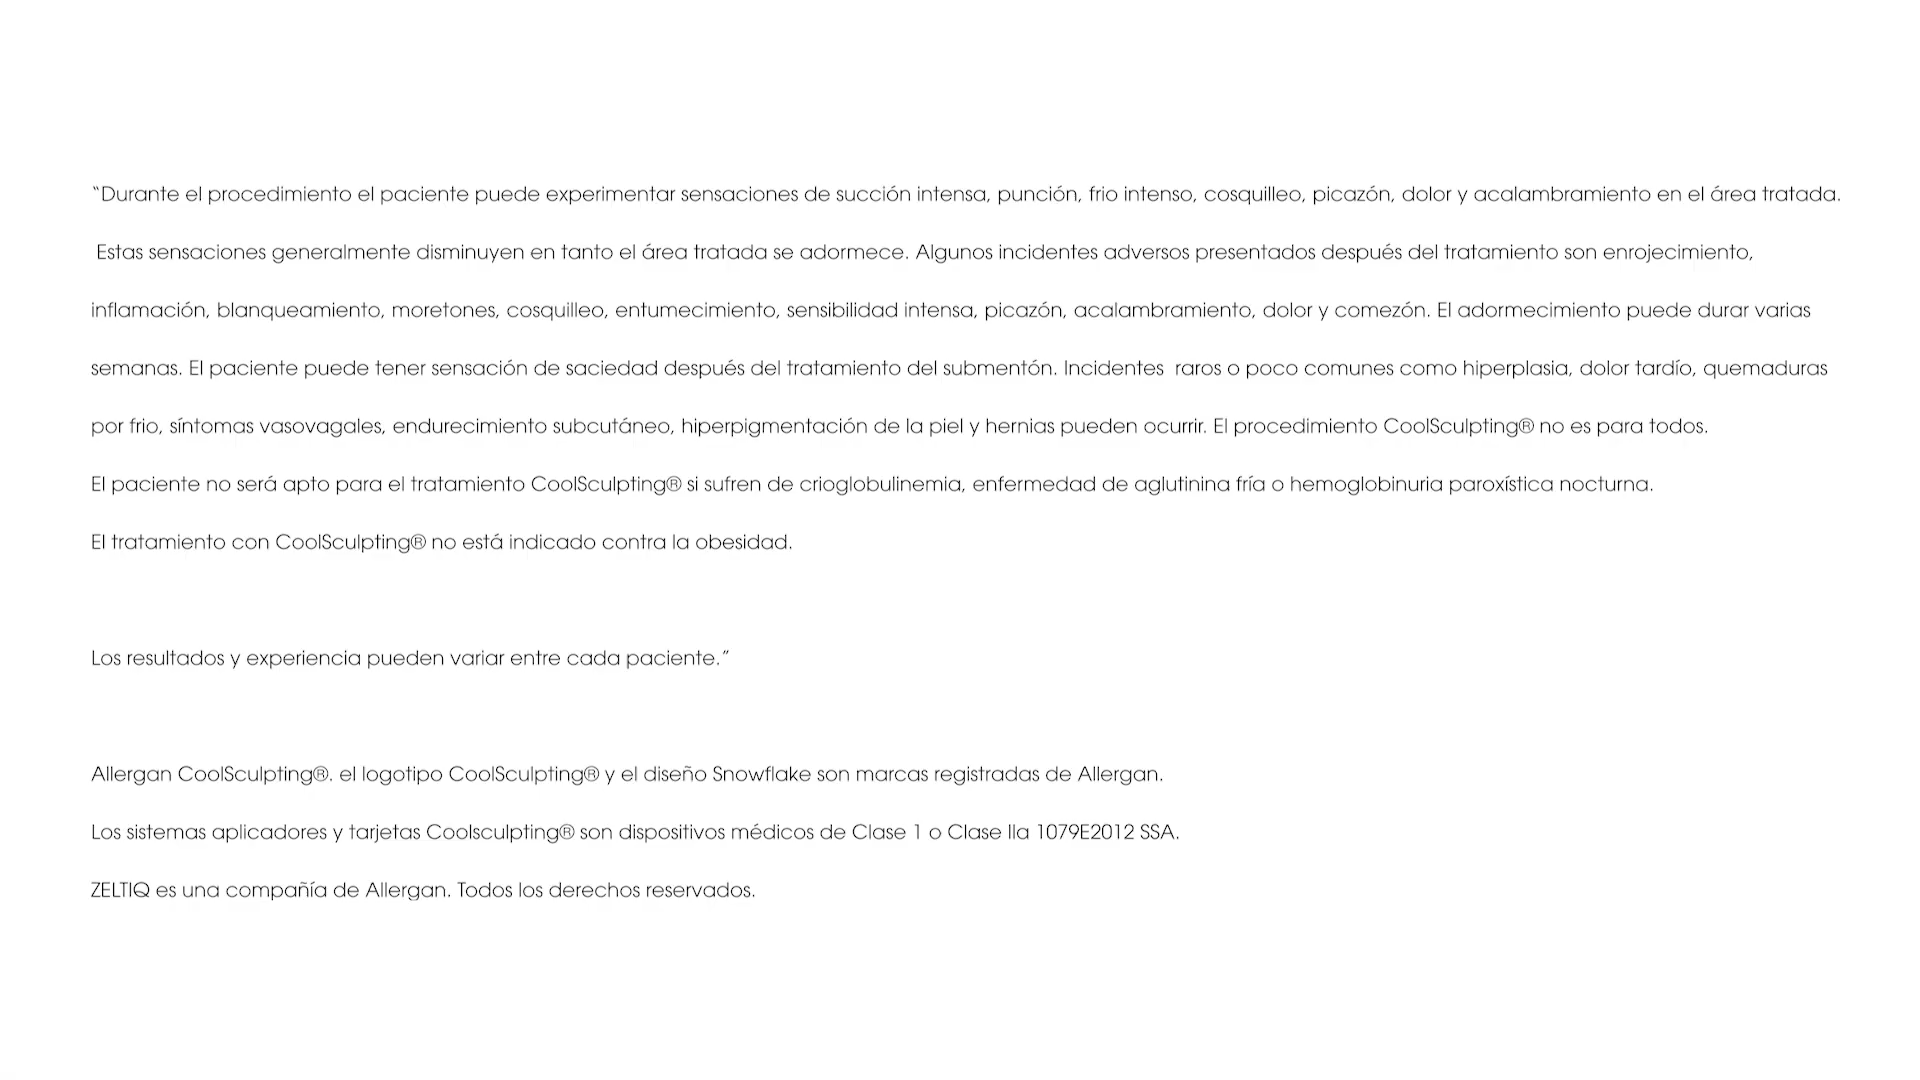 “Durante el procedimiento el paciente puede experimentar sensaciones de succión intensa, punción, frio intenso, cosquilleo, picazón, dolor y acalambramiento en el área tratada.
Estas sensaciones generalmente disminuyen en tanto el área tratada se adormece. Algunos incidentes adversos presentados después del tratamiento son enrojecimiento,
inflamación, blanqueamiento, moretones, cosquilleo, entumecimiento, sensibilidad intensa, picazón, acalambramiento, dolor y comezón. El adormecimiento puede durar varias
semanas. El paciente puede tener sensación de saciedad después del tratamiento del submentón. Incidentes  raros o poco comunes como hiperplasia, dolor tardío, quemaduras
por frio, síntomas vasovagales, endurecimiento subcutáneo, hiperpigmentación de la piel y hernias pueden ocurrir. El procedimiento CoolSculpting® no es para todos.
El paciente no será apto para el tratamiento CoolSculpting® si sufren de crioglobulinemia, enfermedad de aglutinina fría o hemoglobinuria paroxística nocturna.
El tratamiento con CoolSculpting® no está indicado contra la obesidad.
Los resultados y experiencia pueden variar entre cada paciente.”
Allergan CoolSculpting®. el logotipo CoolSculpting® y el diseño Snowflake son marcas registradas de Allergan.
Los sistemas aplicadores y tarjetas Coolsculpting® son dispositivos médicos de Clase 1 o Clase lla 1079E2012 SSA.
ZELTIQ es una compañía de Allergan. Todos los derechos reservados.